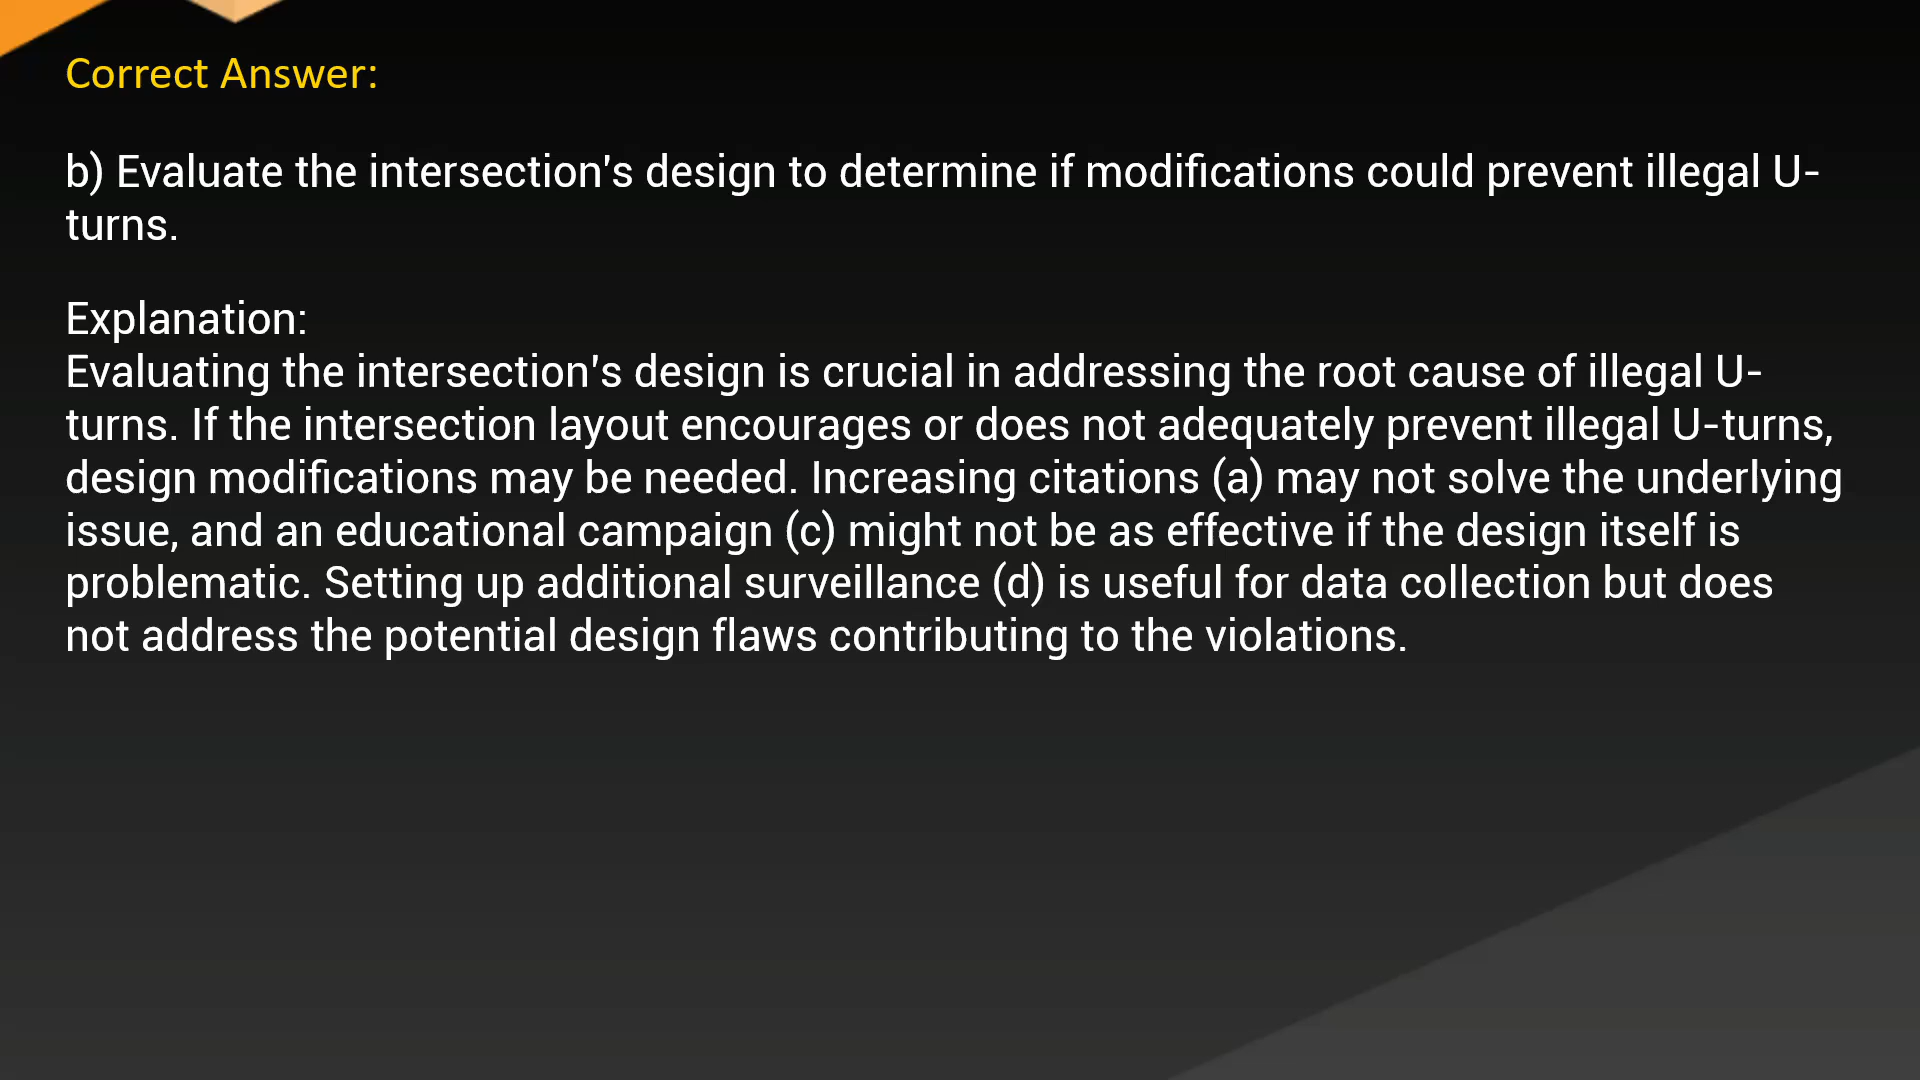 Correct Answer:
b) Evaluate the intersection's design to determine if modifications could prevent illegal U-
turns.
Explanation:
Evaluating the intersection's design is crucial in addressing the root cause of illegal U-
turns. If the intersection layout encourages or does not adequately prevent illegal U-turns,
design modifications may be needed. Increasing citations (a) may not solve the underlying
issue, and an educational campaign (c) might not be as effective if the design itself is
problematic. Setting up additional surveillance (d) is useful for data collection but does
not address the potential design flaws contributing to the violations.